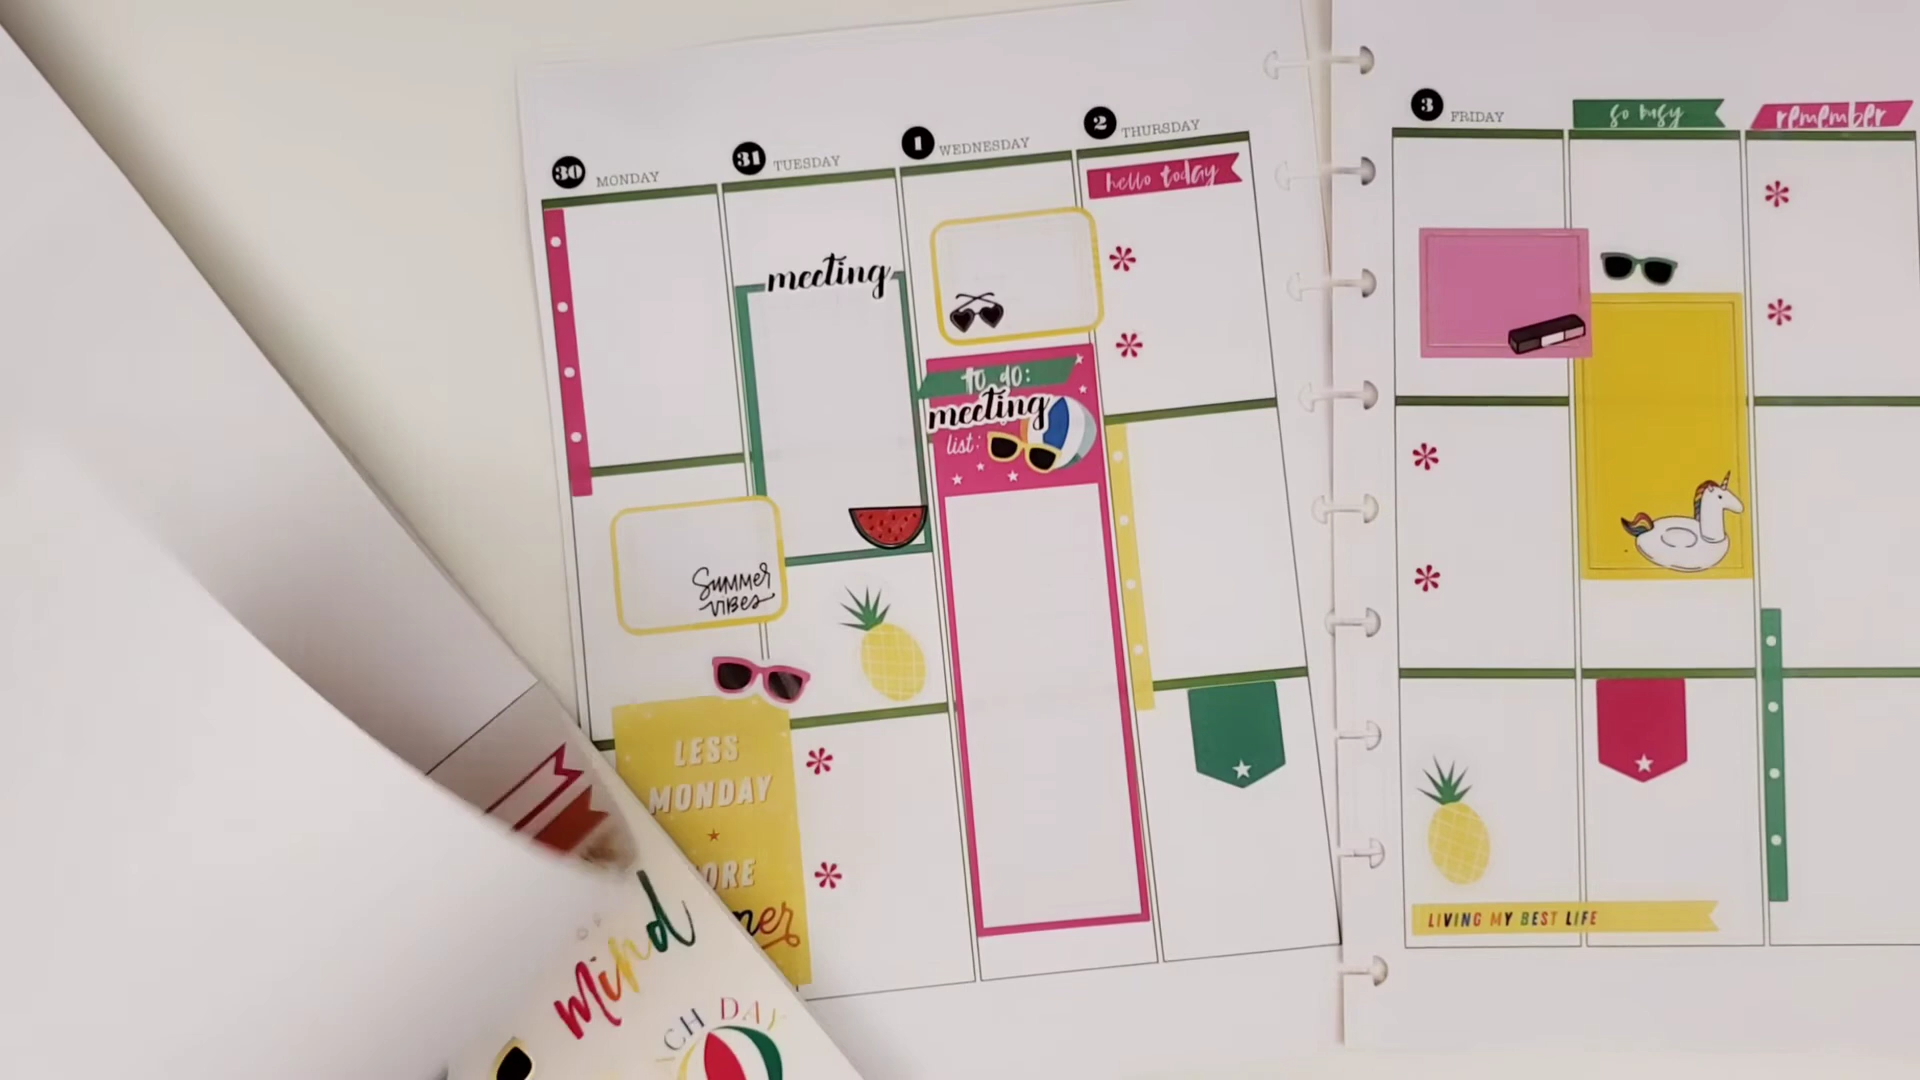 30 MONDAY
31 TUESDAY
1 WEDNESDAY
2 THURSDAY
3 FRIDAY
so busy
remember
hello today
meeting
to do:
meeting
list:
Summer
vibes
LESS
MONDAY
LIVING MY BEST LIFE
mind